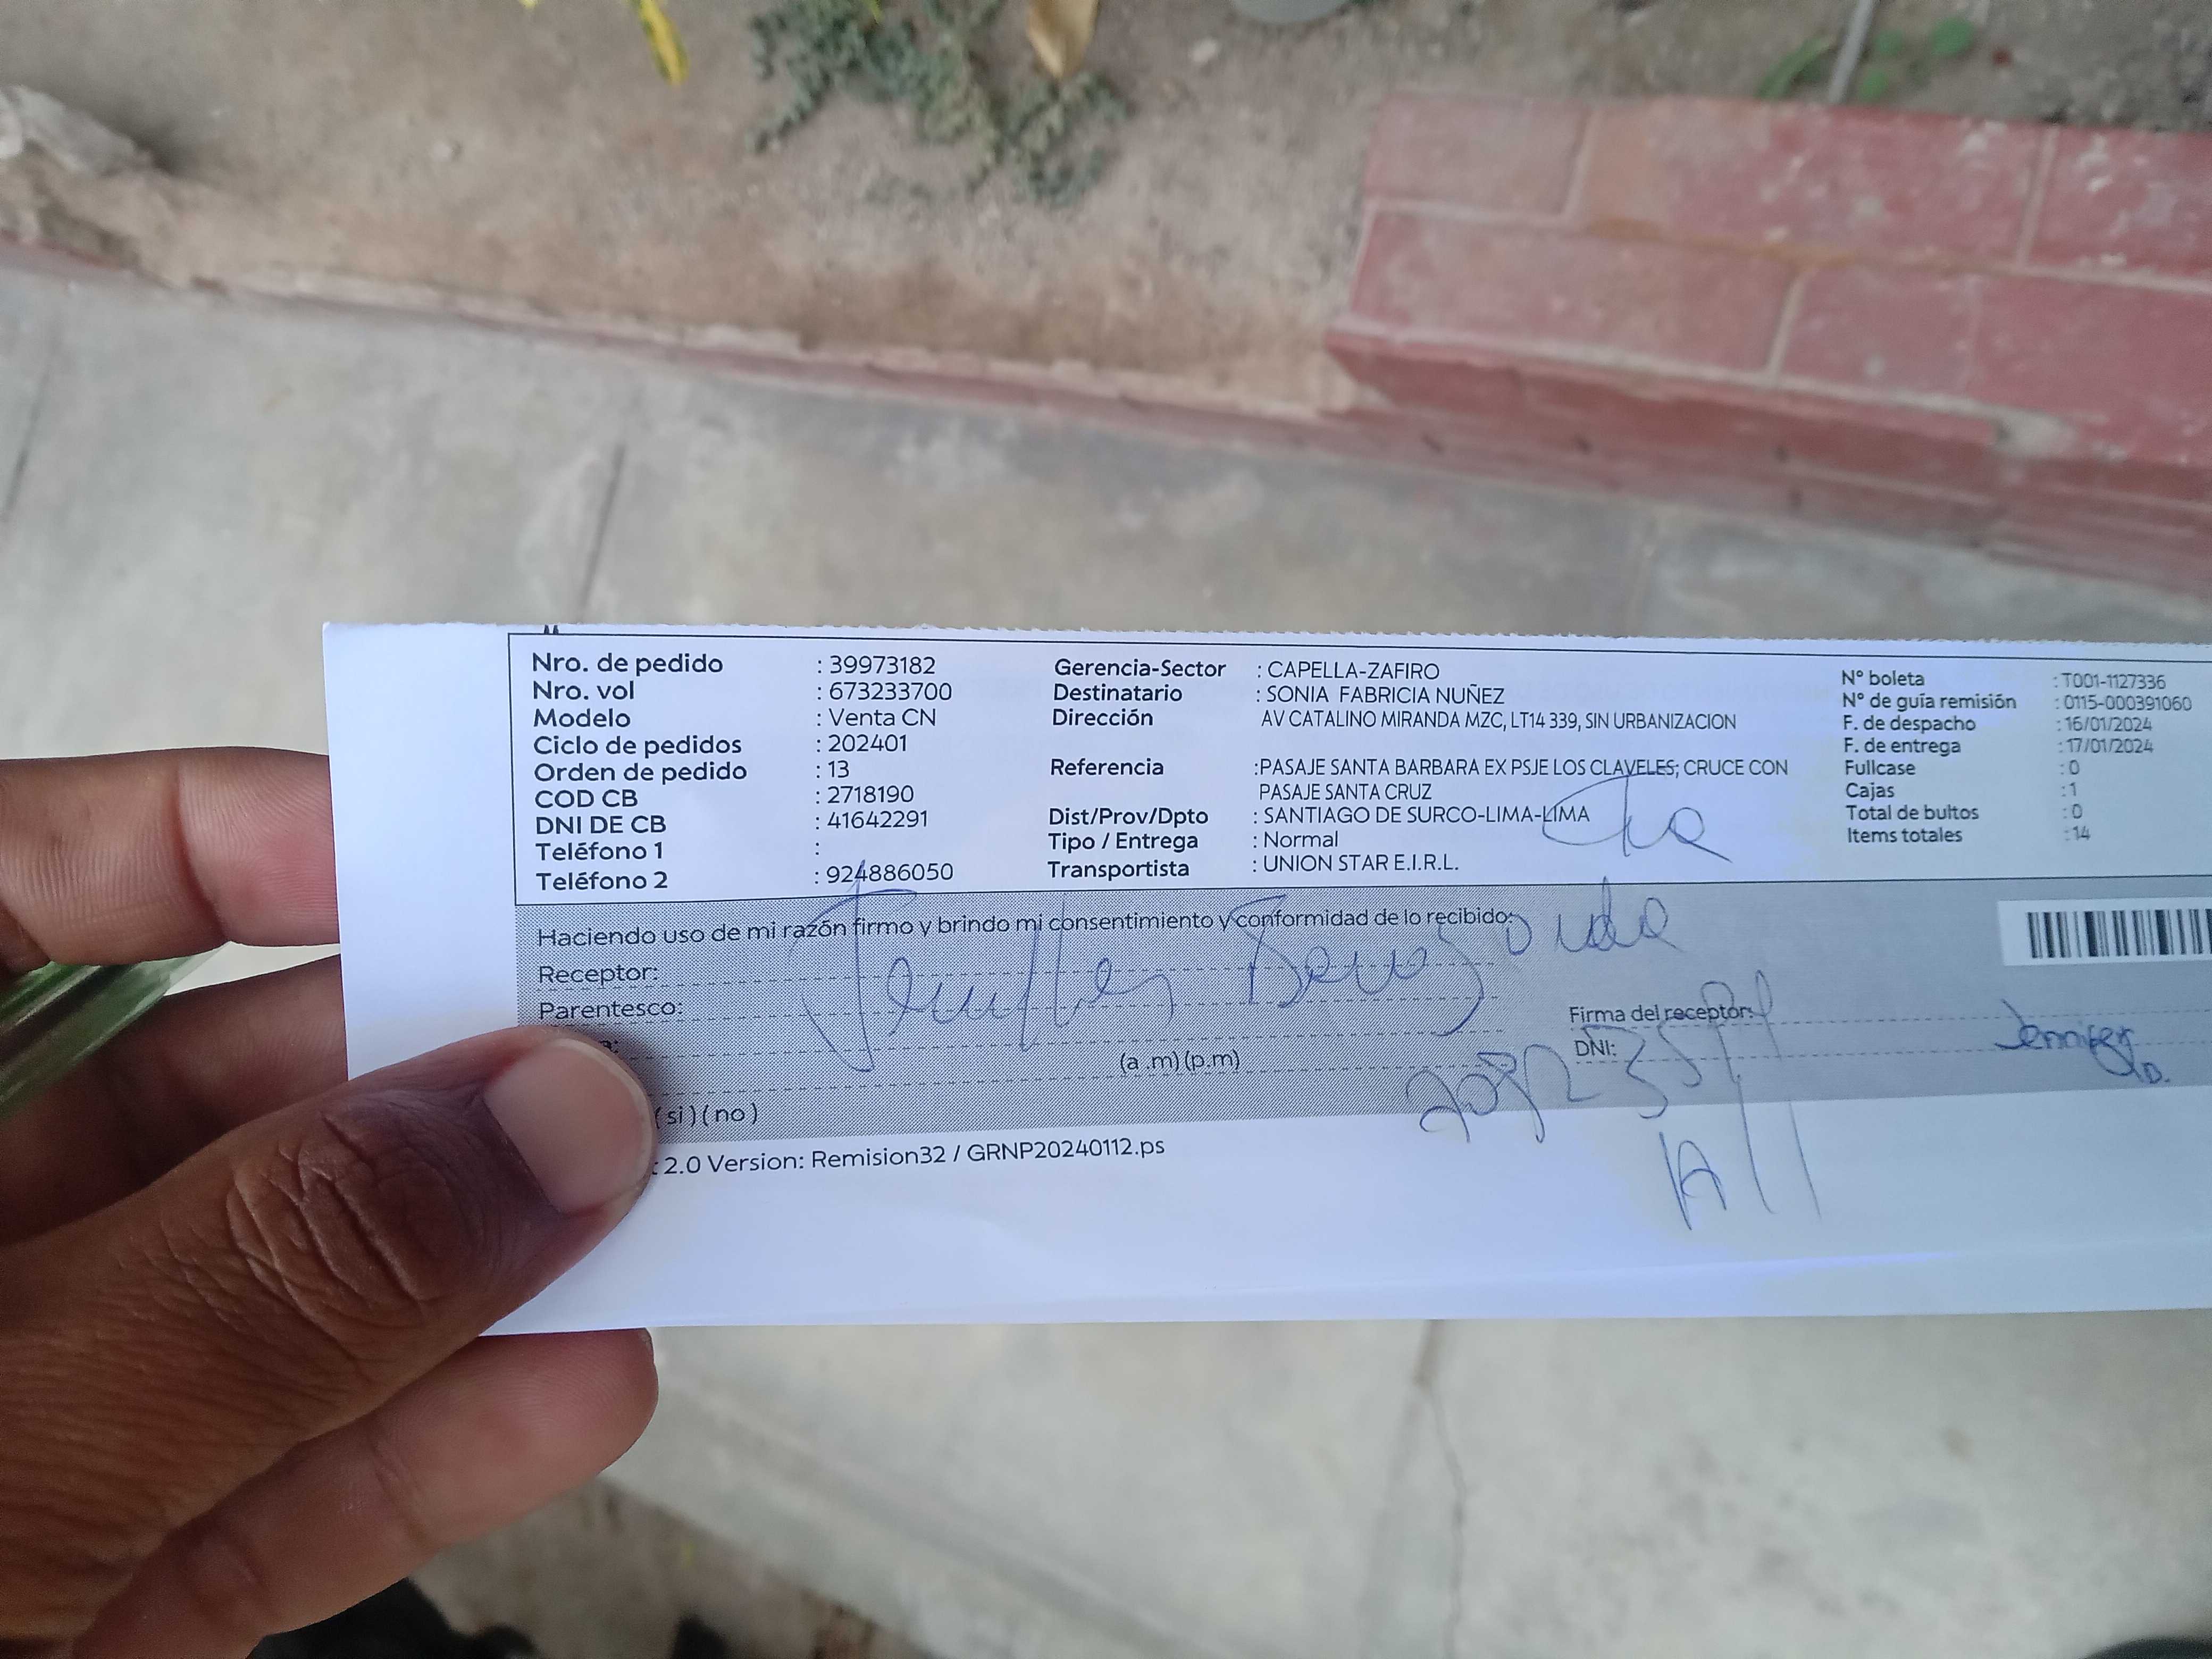 Nro. de pedido : 39973182
Nro. vol : 673233700
Modelo : Venta CN
Ciclo de pedidos : 202401
Orden de pedido : 13
COD CB : 2718190
DNI DE CB : 41642291
Teléfono 1 :
Teléfono 2 : 924886050
Gerencia-Sector : CAPELLA-ZAFIRO
Destinatario : SONIA FABRICIA NUÑEZ
Dirección AV CATALINO MIRANDA MZC, LT14 339, SIN URBANIZACION
Referencia :PASAJE SANTA BARBARA EX PSJE LOS CLAVELES; CRUCE CON
PASAJE SANTA CRUZ
Dist/Prov/Dpto : SANTIAGO DE SURCO-LIMA-LIMA
Tipo / Entrega : Normal
Transportista : UNION STAR E.I.R.L.
N° boleta : T001-1127336
N° de guía remisión : 0115-000391060
F. de despacho : 16/01/2024
F. de entrega : 17/01/2024
Fullcase : 0
Cajas : 1
Total de bultos : 0
Items totales : 14
Haciendo uso de mi razón firmo y brindo mi consentimiento y conformidad de lo recibido:
Receptor:
Parentesco:
(a .m) (p.m)
(si) (no)
Firma del receptor:
DNI:
Jennifer D.
: 2.0 Version: Remision32 / GRNP20240112.ps